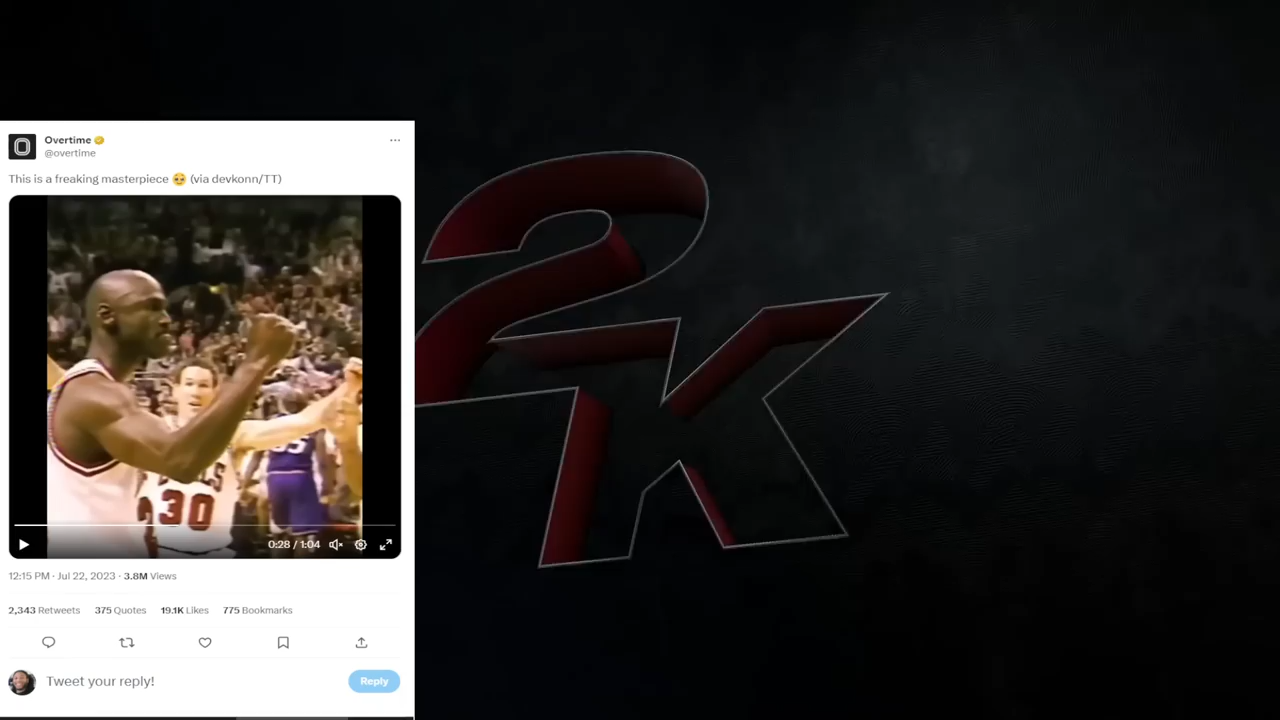 Overtime
@overtime
This is a freaking masterpiece 🥹 (via devkonn/TT)
30
0:28 / 1:04
12:15 PM · Jul 22, 2023 · 3.8M Views
2,343 Retweets 375 Quotes 19.1K Likes 775 Bookmarks
Tweet your reply!
Reply
2K